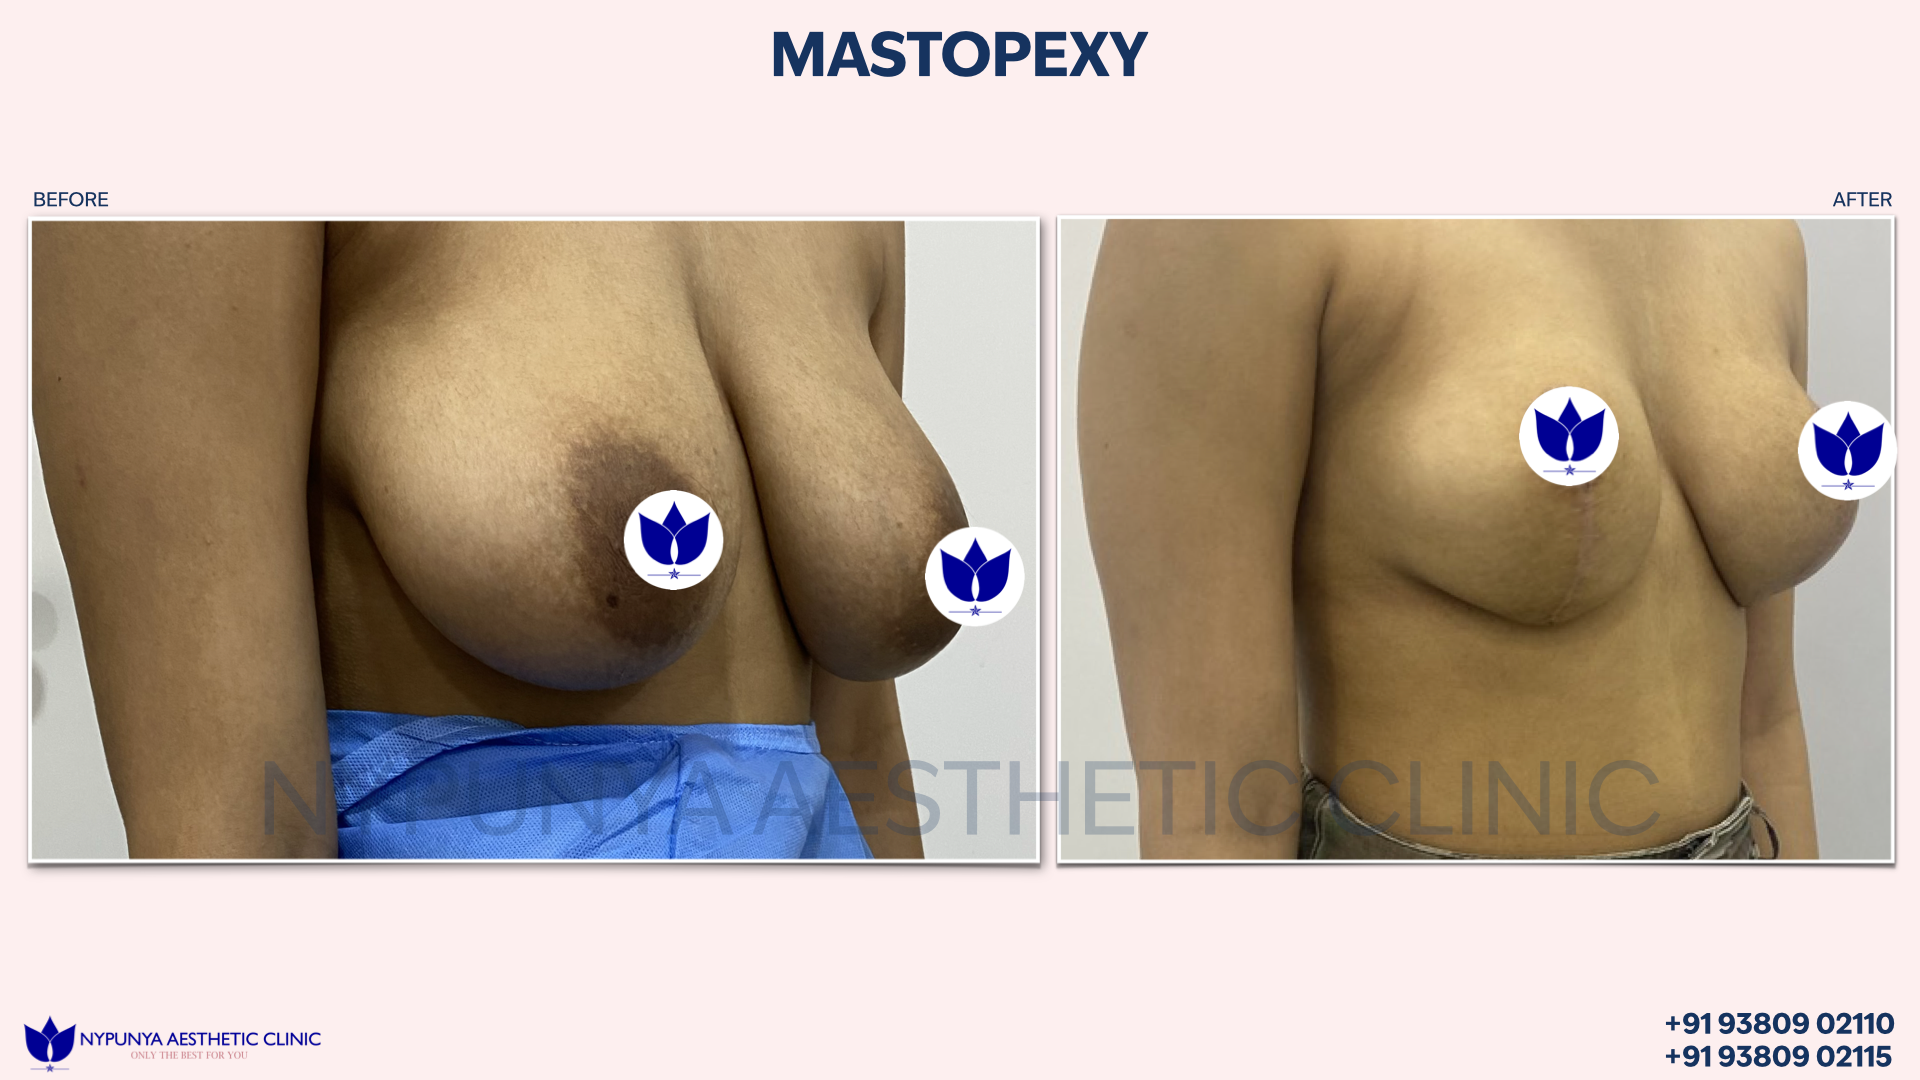 MASTOPEXY
BEFORE
AFTER
NYPUNYA AESTHETIC CLINIC
NYPUNYA AESTHETIC CLINIC
ONLY THE BEST FOR YOU
+91 93809 02110
+91 93809 02115